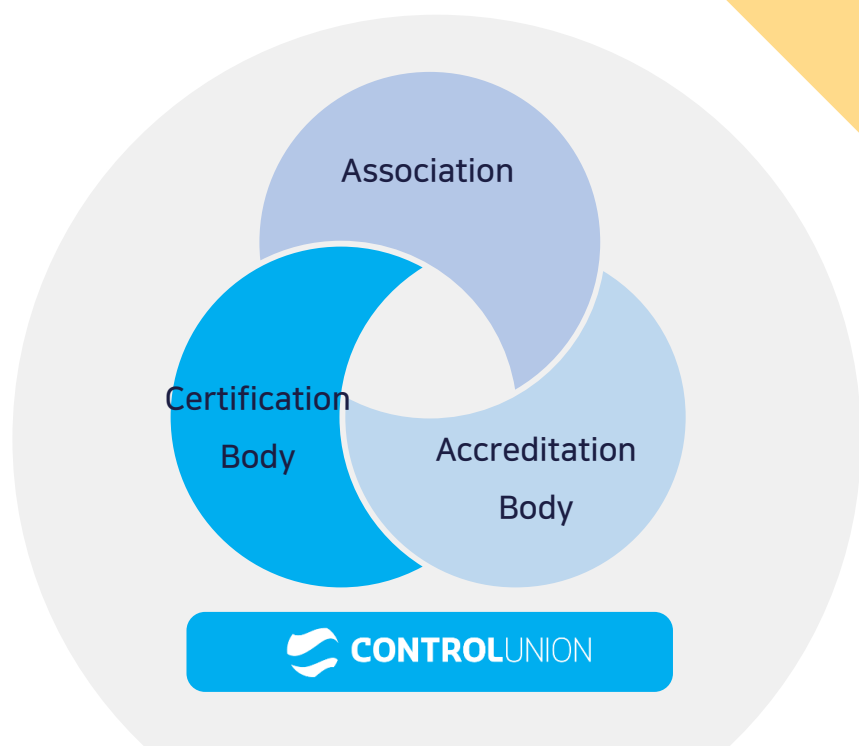 Association
Certification
Body
Accreditation
Body
CONTROLUNION